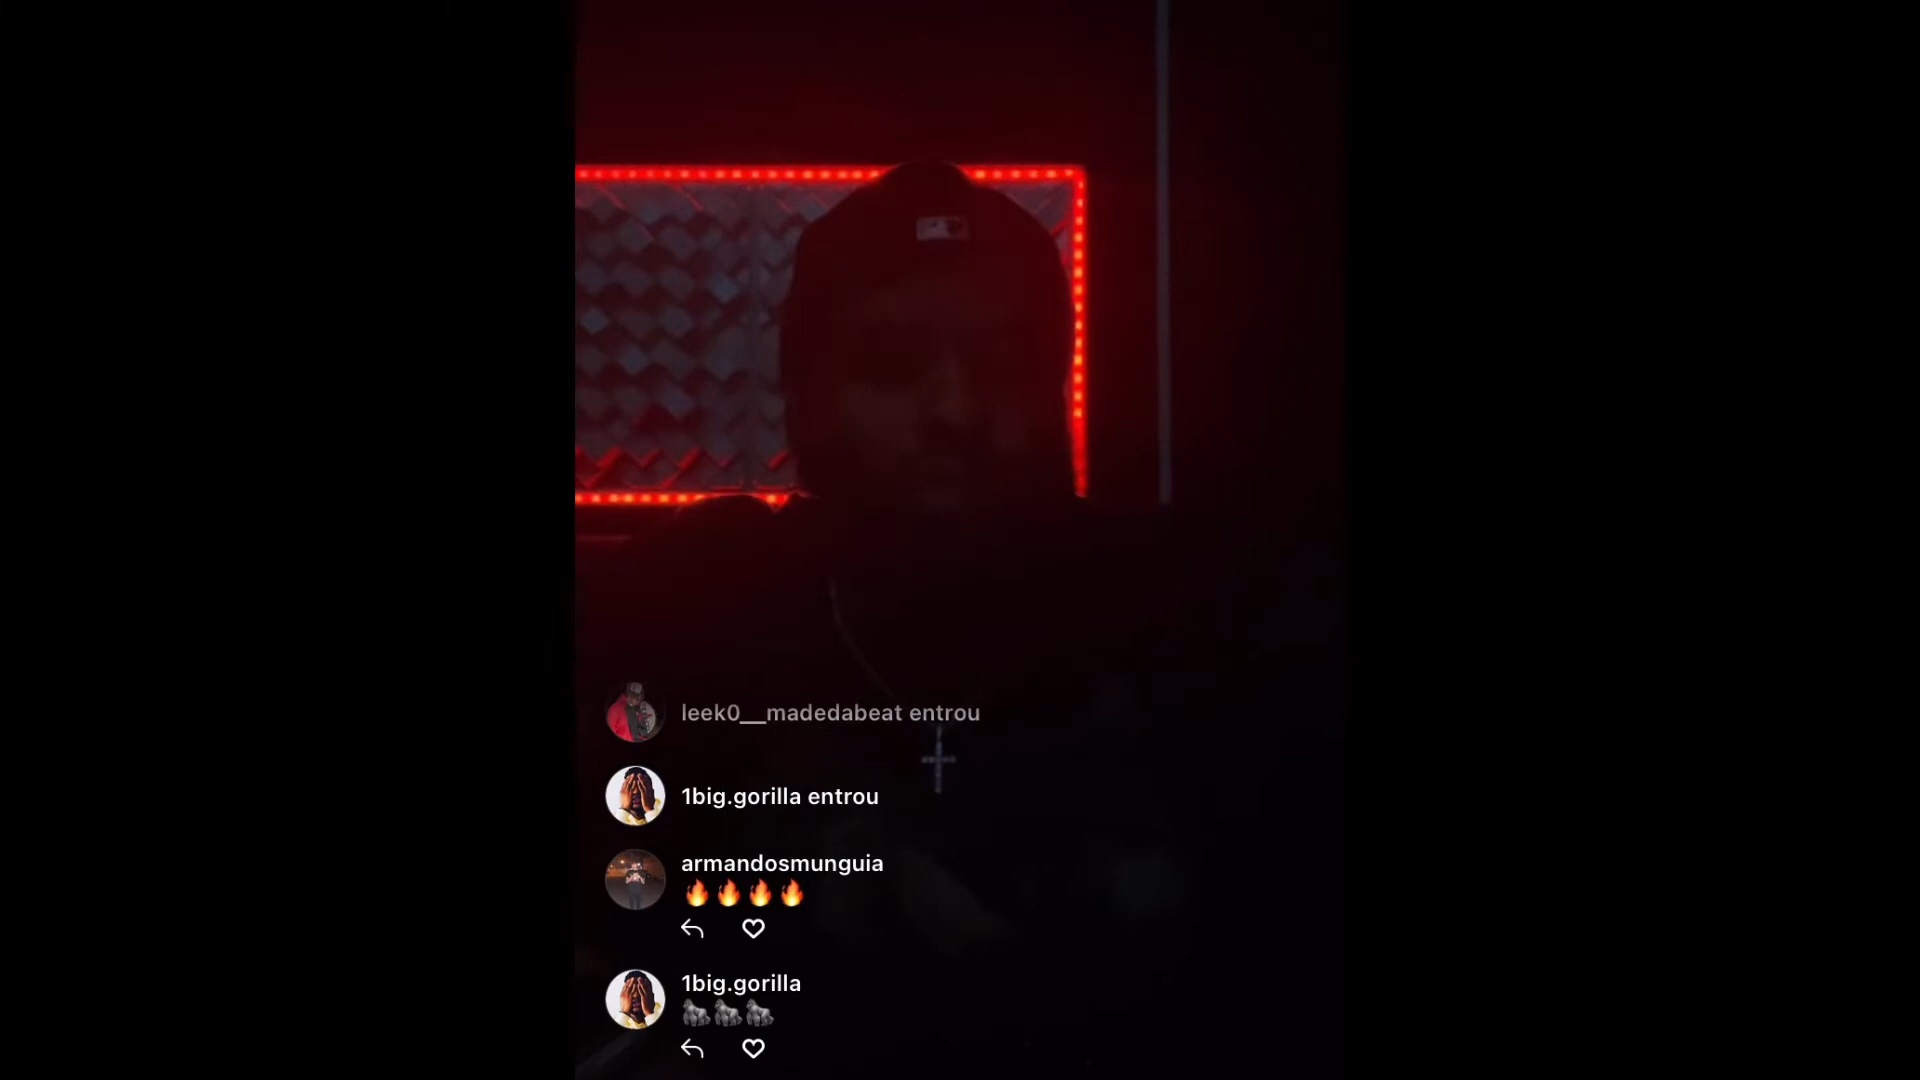 leek0__madedabeat entrou
1big.gorilla entrou
armandosmunguia
🔥🔥🔥🔥
1big.gorilla
🦍🦍🦍